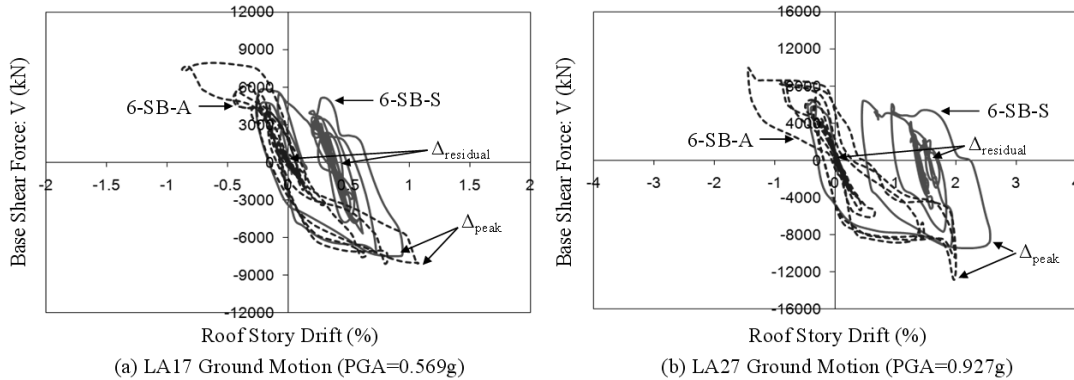 12000
9000
6000
3000
0
-3000
-6000
-9000
-12000
-2 -1.5 -1 -0.5 0 0.5 1 1.5 2
Base Shear Force: V (kN)
6-SB-A
6-SB-S
Δresidual
Δpeak
Roof Story Drift (%)
(a) LA17 Ground Motion (PGA=0.569g)
16000
12000
8000
4000
0
-4000
-8000
-12000
-16000
-4 -3 -2 -1 0 1 2 3 4
Base Shear Force: V (kN)
6-SB-A
6-SB-S
Δresidual
Δpeak
Roof Story Drift (%)
(b) LA27 Ground Motion (PGA=0.927g)